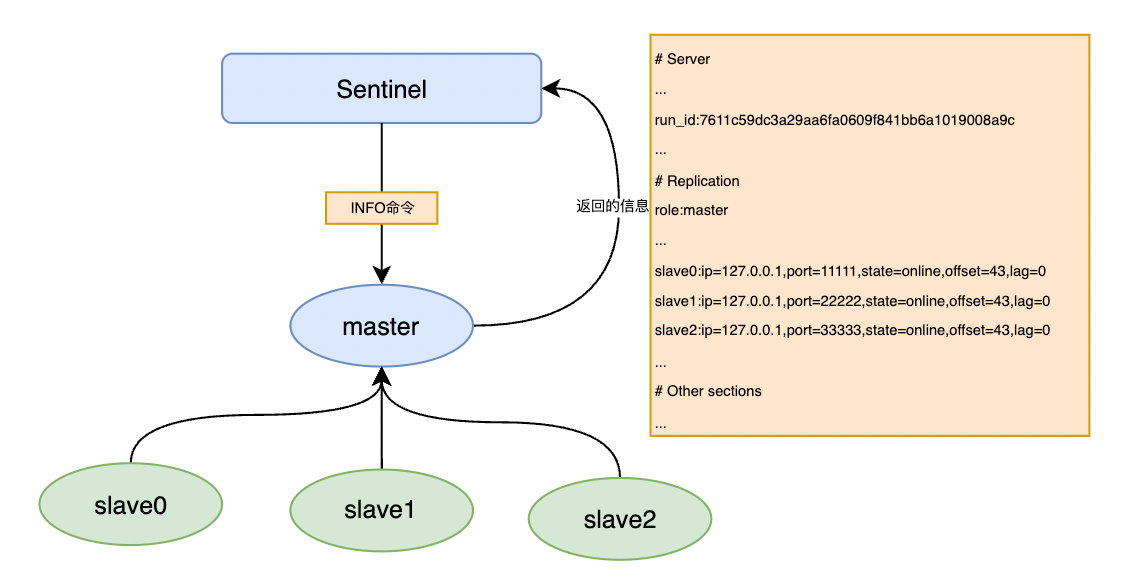 Sentinel
INFO命令
返回的信息
master
slave0
slave1
slave2
# Server
...
run_id:7611c59dc3a29aa6fa0609f841bb6a1019008a9c
...
# Replication
role:master
...
slave0:ip=127.0.0.1,port=11111,state=online,offset=43,lag=0
slave1:ip=127.0.0.1,port=22222,state=online,offset=43,lag=0
slave2:ip=127.0.0.1,port=33333,state=online,offset=43,lag=0
...
# Other sections
...